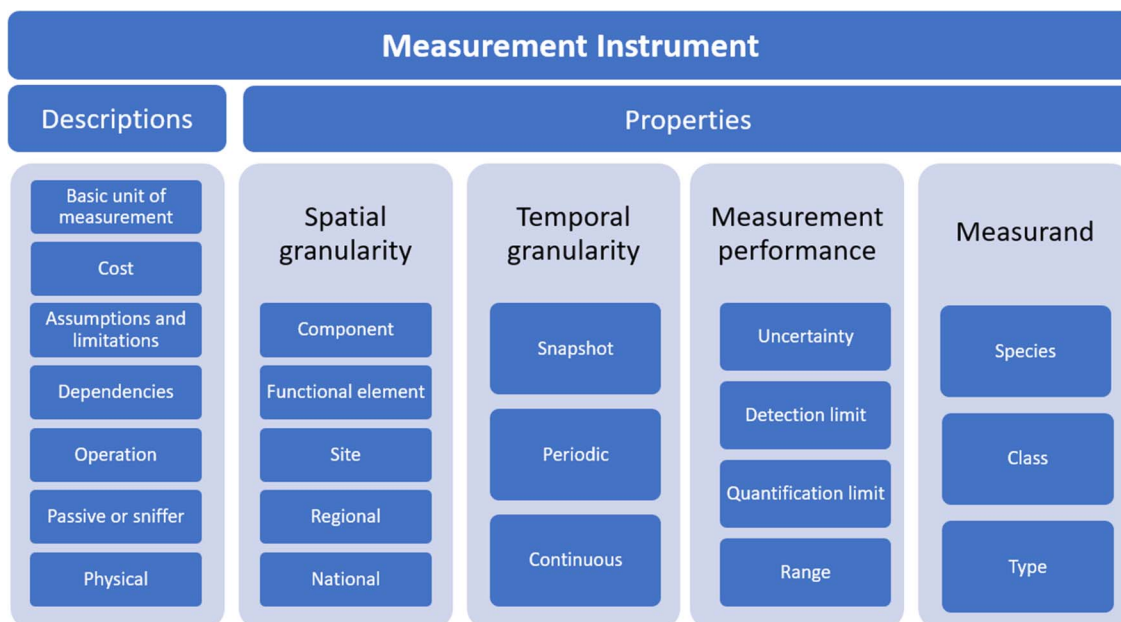 Measurement Instrument
Descriptions
Properties
Basic unit of
measurement
Cost
Assumptions and
limitations
Dependencies
Operation
Passive or sniffer
Physical
Spatial
granularity
Component
Functional element
Site
Regional
National
Temporal
granularity
Snapshot
Periodic
Continuous
Measurement
performance
Uncertainty
Detection limit
Quantification limit
Range
Measurand
Species
Class
Type